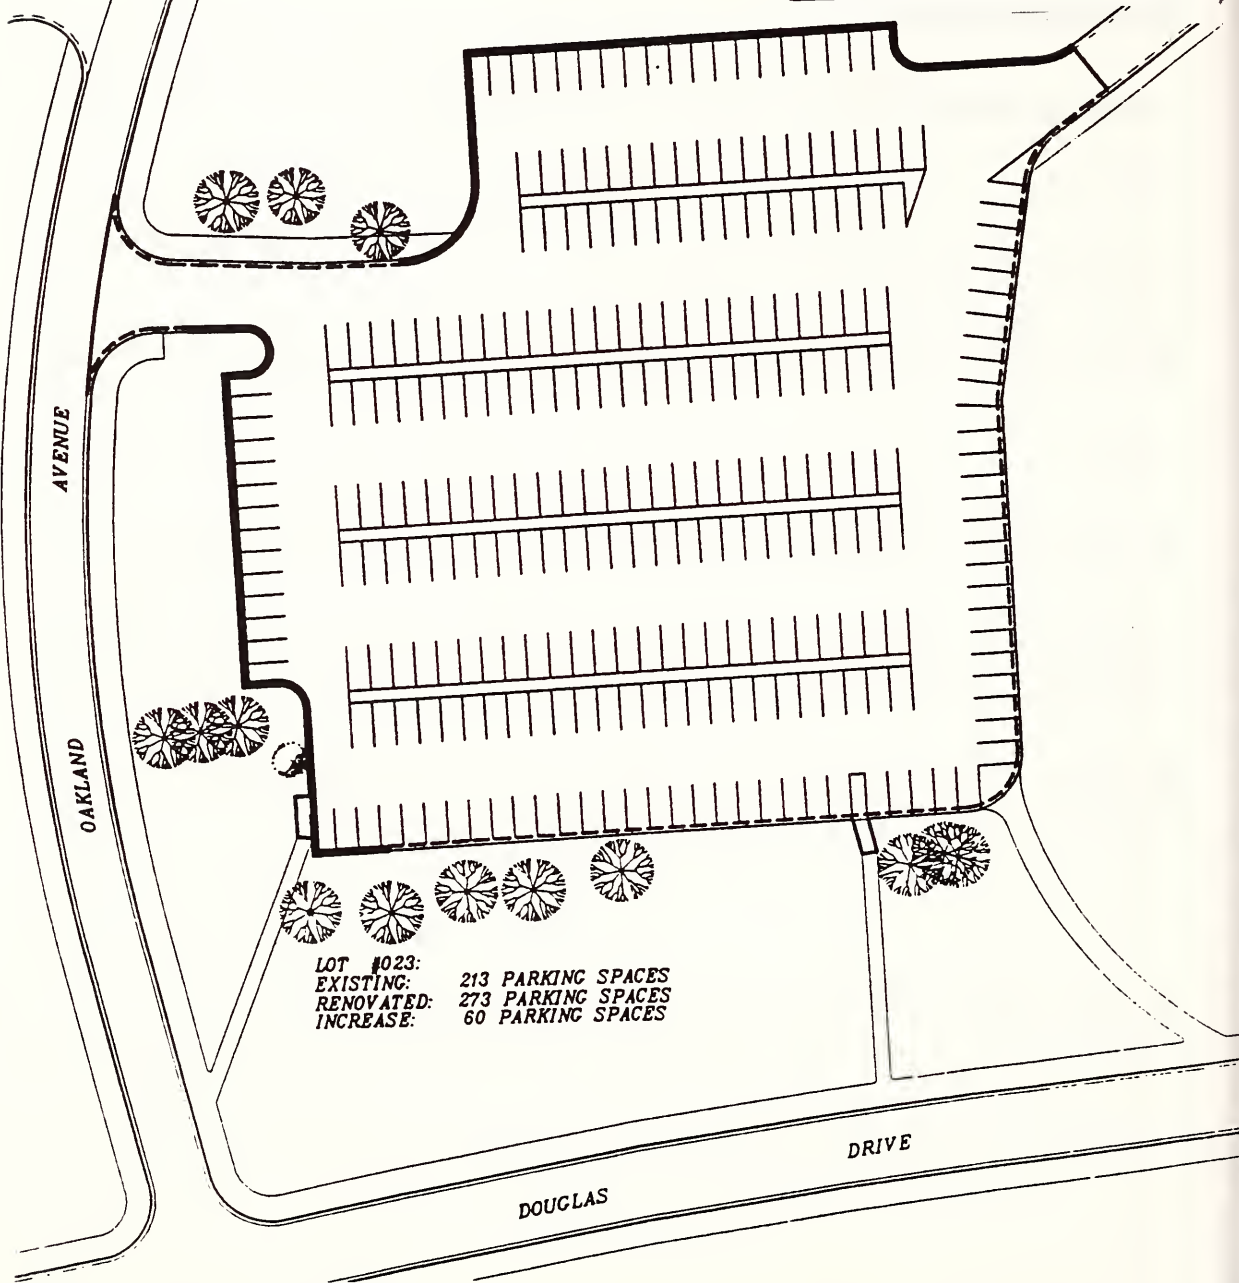 AVENUE
OAKLAND
LOT #023:
EXISTING: 213 PARKING SPACES
RENOVATED: 273 PARKING SPACES
INCREASE: 60 PARKING SPACES
DRIVE
DOUGLAS